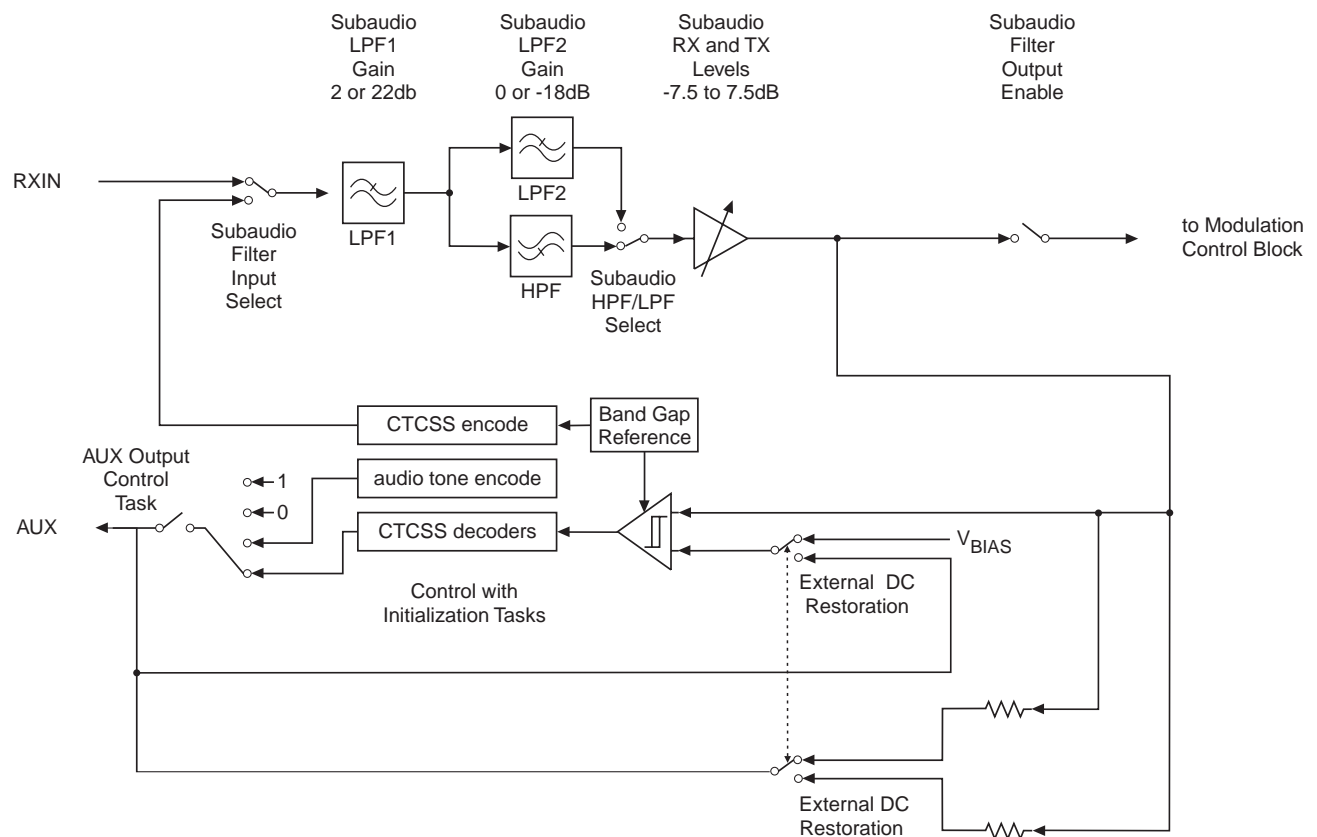 Subaudio
LPF1
Gain
2 or 22db
Subaudio
LPF2
Gain
0 or -18dB
Subaudio
RX and TX
Levels
-7.5 to 7.5dB
Subaudio
Filter
Output
Enable
RXIN
Subaudio
Filter
Input
Select
LPF1
LPF2
HPF
Subaudio
HPF/LPF
Select
to Modulation
Control Block
CTCSS encode
Band Gap
Reference
AUX Output
Control
Task
1
audio tone encode
0
AUX
CTCSS decoders
VBIAS
External DC
Restoration
Control with
Initialization Tasks
External DC
Restoration